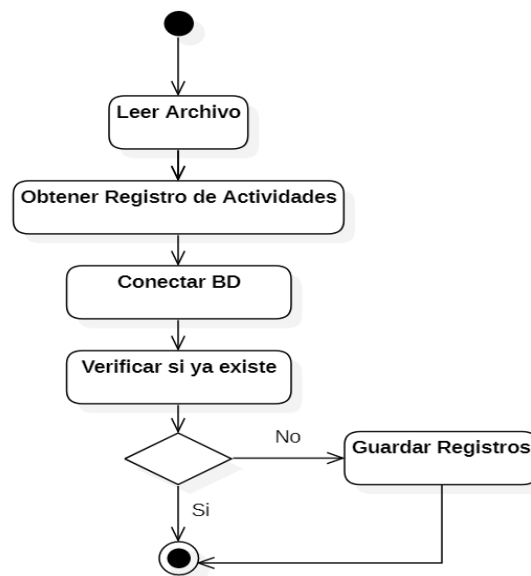 Leer Archivo
Obtener Registro de Actividades
Conectar BD
Verificar si ya existe
No
Guardar Registros
Si